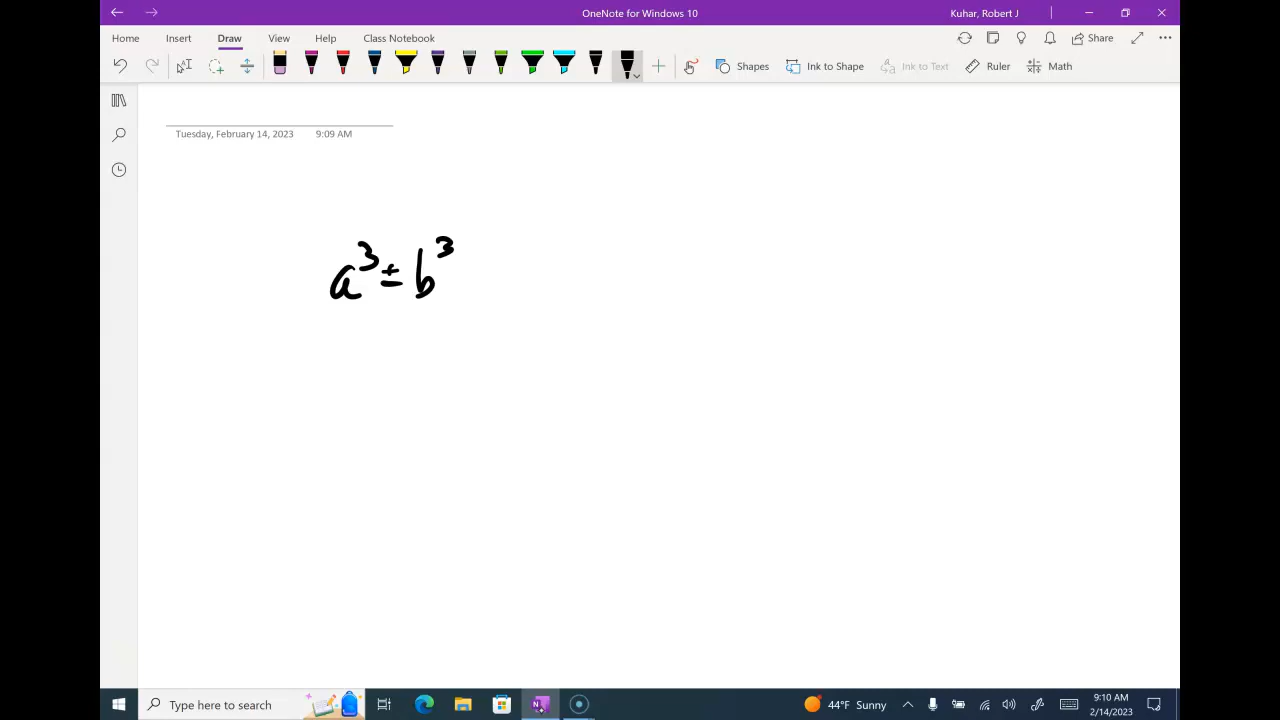 OneNote for Windows 10
Kuhar, Robert J
Home Insert Draw View Help Class Notebook
Share
Shapes Ink to Shape Ink to Text Ruler Math
Tuesday, February 14, 2023 9:09 AM
a³ ± b³
Type here to search
44°F Sunny
9:10 AM
2/14/2023